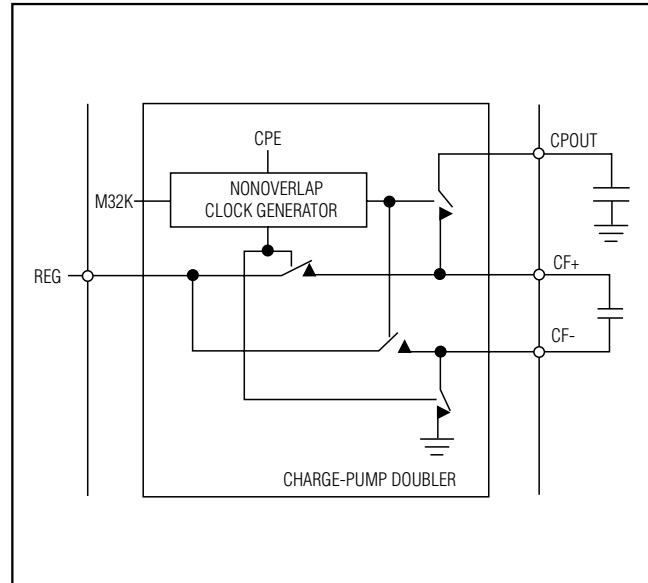 CPE
CPOUT
M32K
NONOVERLAP
CLOCK GENERATOR
REG
CF+
CF-
CHARGE-PUMP DOUBLER